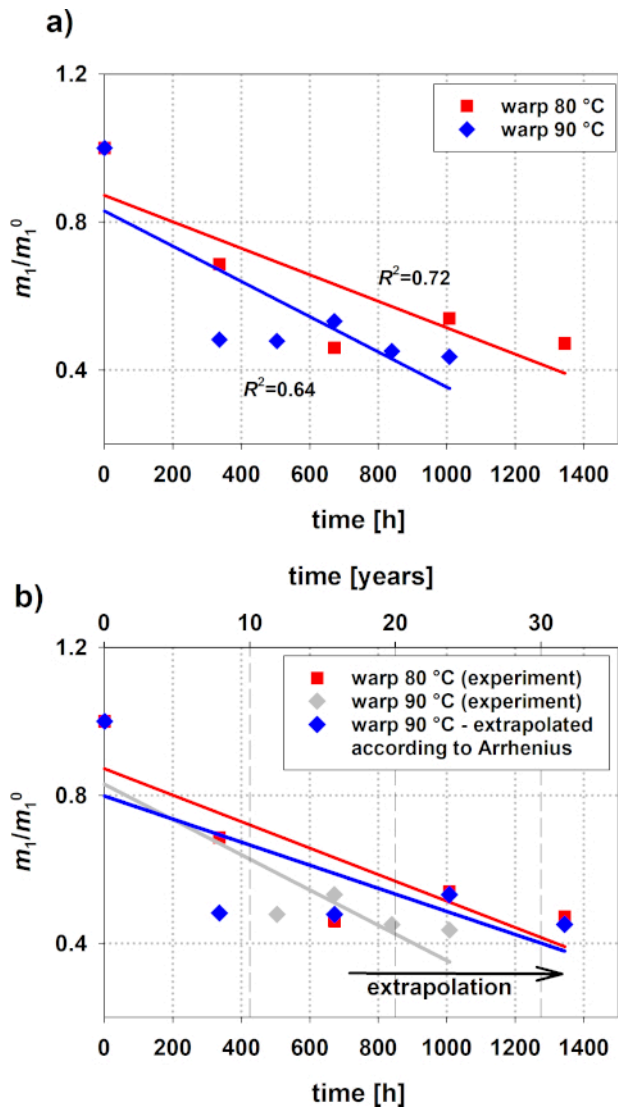 a)
1.2
0.8
0.4
m₁/m₁⁰
warp 80 °C
warp 90 °C
R²=0.72
R²=0.64
0 200 400 600 800 1000 1200 1400
time [h]
time [years]
b)
0 10 20 30
1.2
0.8
0.4
m₁/m₁⁰
warp 80 °C (experiment)
warp 90 °C (experiment)
warp 90 °C - extrapolated
according to Arrhenius
extrapolation
0 200 400 600 800 1000 1200 1400
time [h]